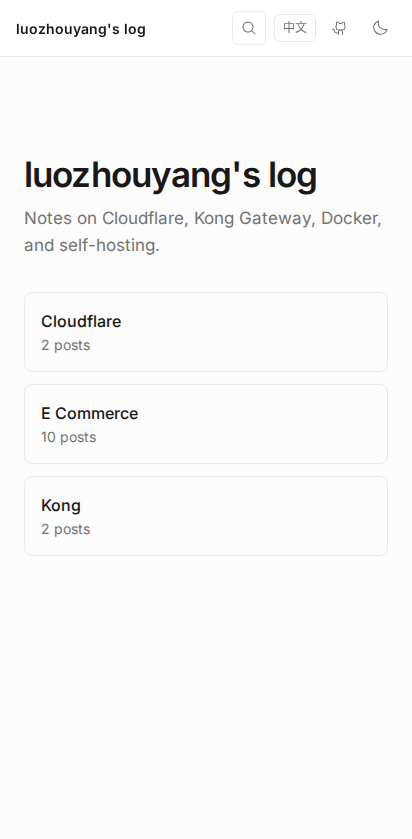 luozhouyang's log
中文
luozhouyang's log
Notes on Cloudflare, Kong Gateway, Docker,
and self-hosting.
Cloudflare
2 posts
E Commerce
10 posts
Kong
2 posts